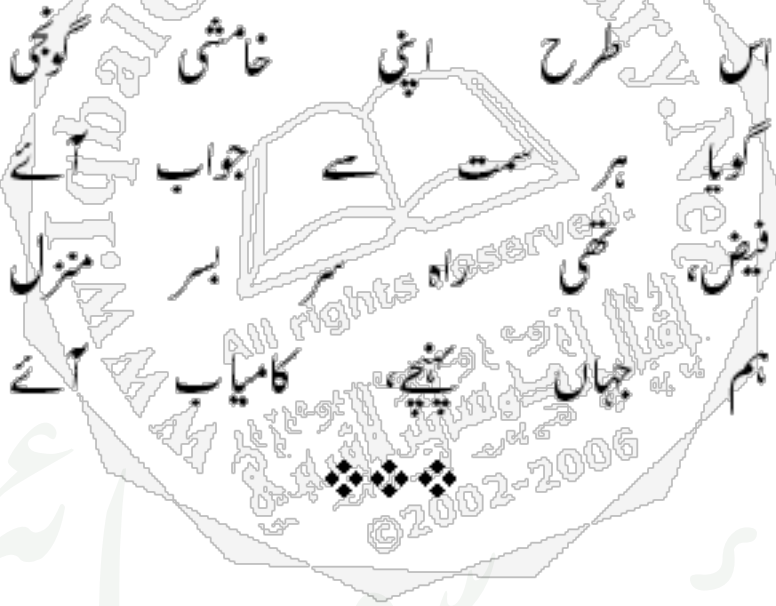 اس طرح اپنی خامشی گونجی
گویا ہر سمت سے جواب آئے
فیض، تھی راہ سر بسر منزل
ہم جہاں پہنچے، کامیاب آئے
All rights reserved.
©2002-2006